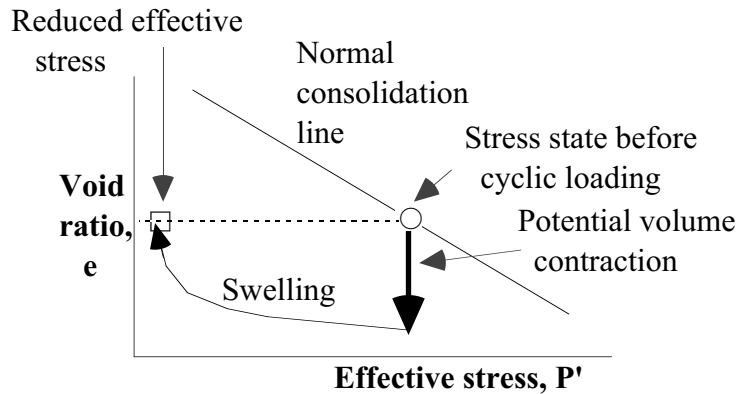 Reduced effective
stress
Normal
consolidation
line
Stress state before
cyclic loading
Void
ratio,
e
Potential volume
contraction
Swelling
Effective stress, P'